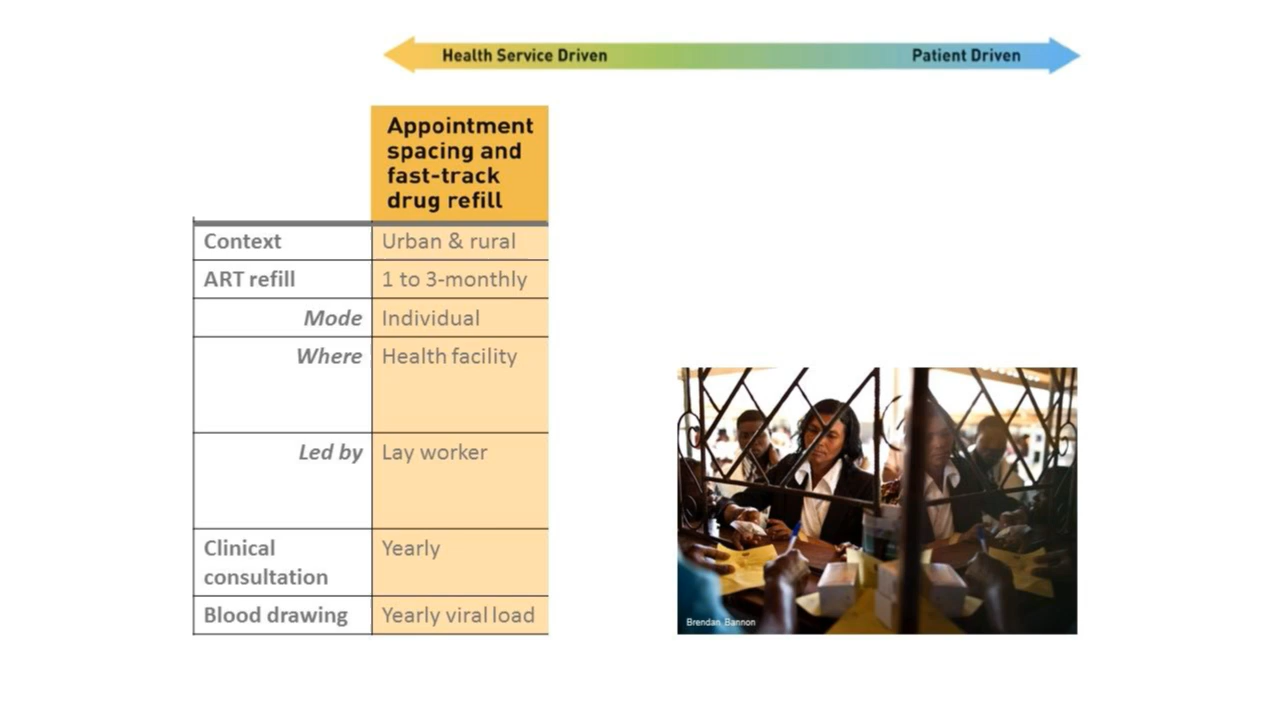 Health Service Driven
Patient Driven
Appointment
spacing and
fast-track
drug refill
Context
Urban & rural
ART refill
1 to 3-monthly
Mode
Individual
Where
Health facility
Led by
Lay worker
Clinical
consultation
Yearly
Blood drawing
Yearly viral load
Brendan Bannon